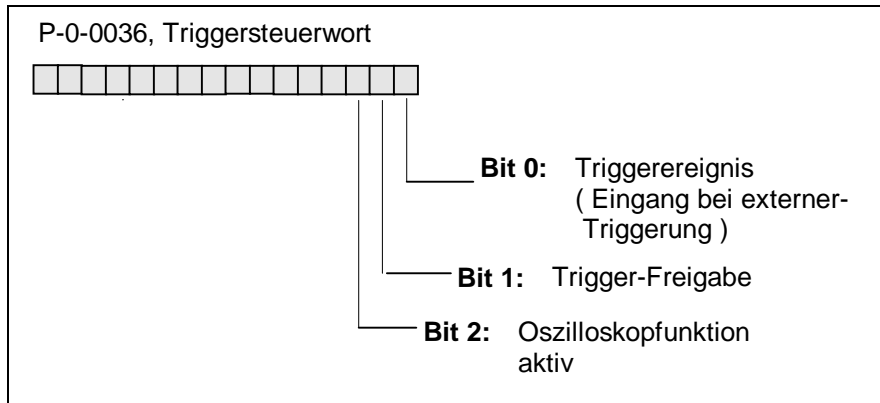 P-0-0036, Triggersteuerwort
Bit 0: Triggerereignis
( Eingang bei externer-
Triggerung )
Bit 1: Trigger-Freigabe
Bit 2: Oszilloskopfunktion
aktiv